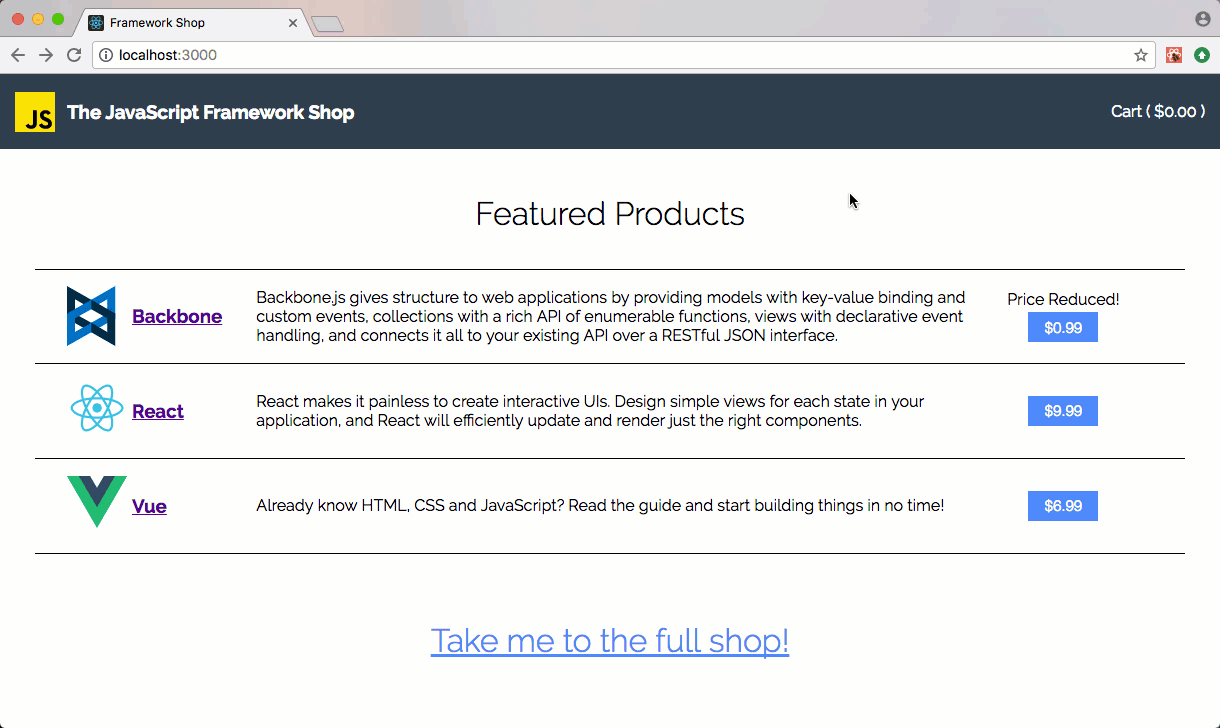 Framework Shop
localhost:3000
JS
The JavaScript Framework Shop
Cart ( $0.00 )
Featured Products
Backbone
Backbone.js gives structure to web applications by providing models with key-value binding and
custom events, collections with a rich API of enumerable functions, views with declarative event
handling, and connects it all to your existing API over a RESTful JSON interface.
Price Reduced!
$0.99
React
React makes it painless to create interactive UIs. Design simple views for each state in your
application, and React will efficiently update and render just the right components.
$9.99
Vue
Already know HTML, CSS and JavaScript? Read the guide and start building things in no time!
$6.99
Take me to the full shop!